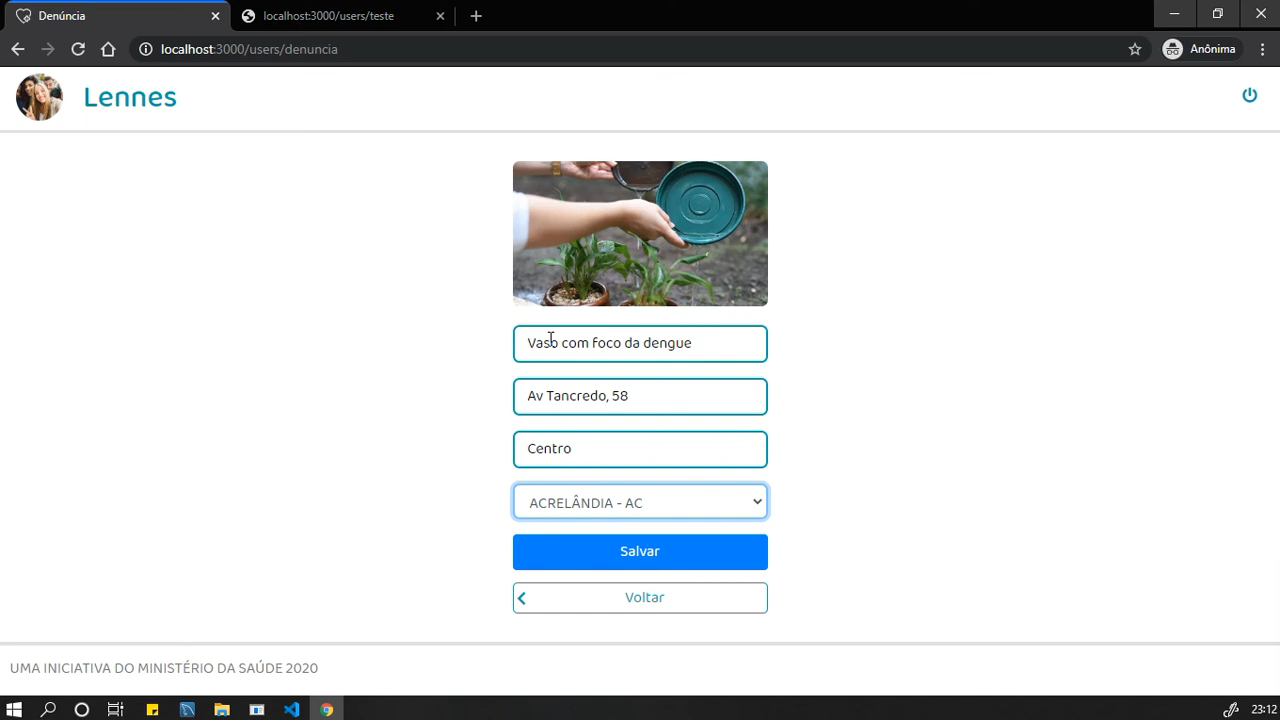 Denúncia
localhost:3000/users/teste
localhost:3000/users/denuncia
Anônima
Lennes
Vaso com foco da dengue
Av Tancredo, 58
Centro
ACRELÂNDIA - AC
Salvar
Voltar
UMA INICIATIVA DO MINISTÉRIO DA SAÚDE 2020
23:12